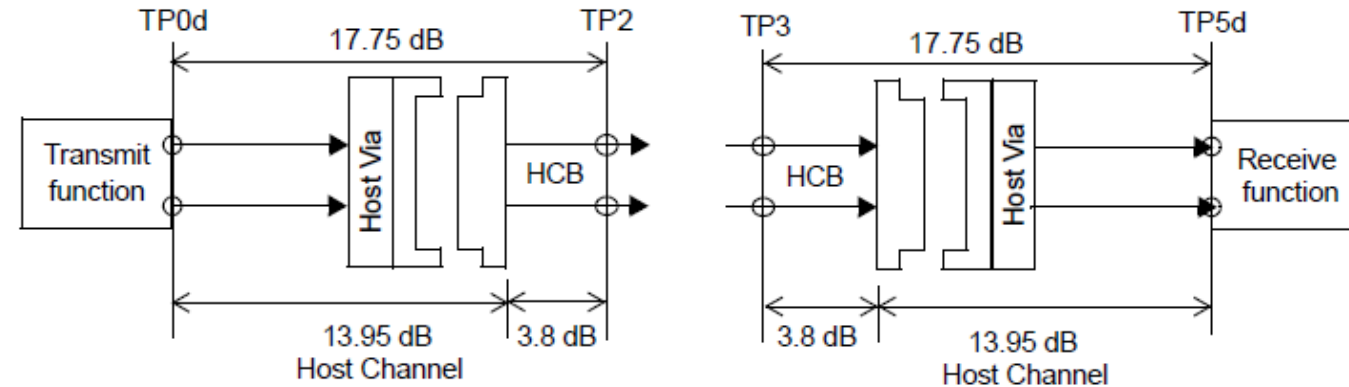 TP0d
TP2
17.75 dB
Transmit
function
Host Via
HCB
13.95 dB
3.8 dB
Host Channel
TP3
TP5d
17.75 dB
HCB
Host Via
Receive
function
3.8 dB
13.95 dB
Host Channel